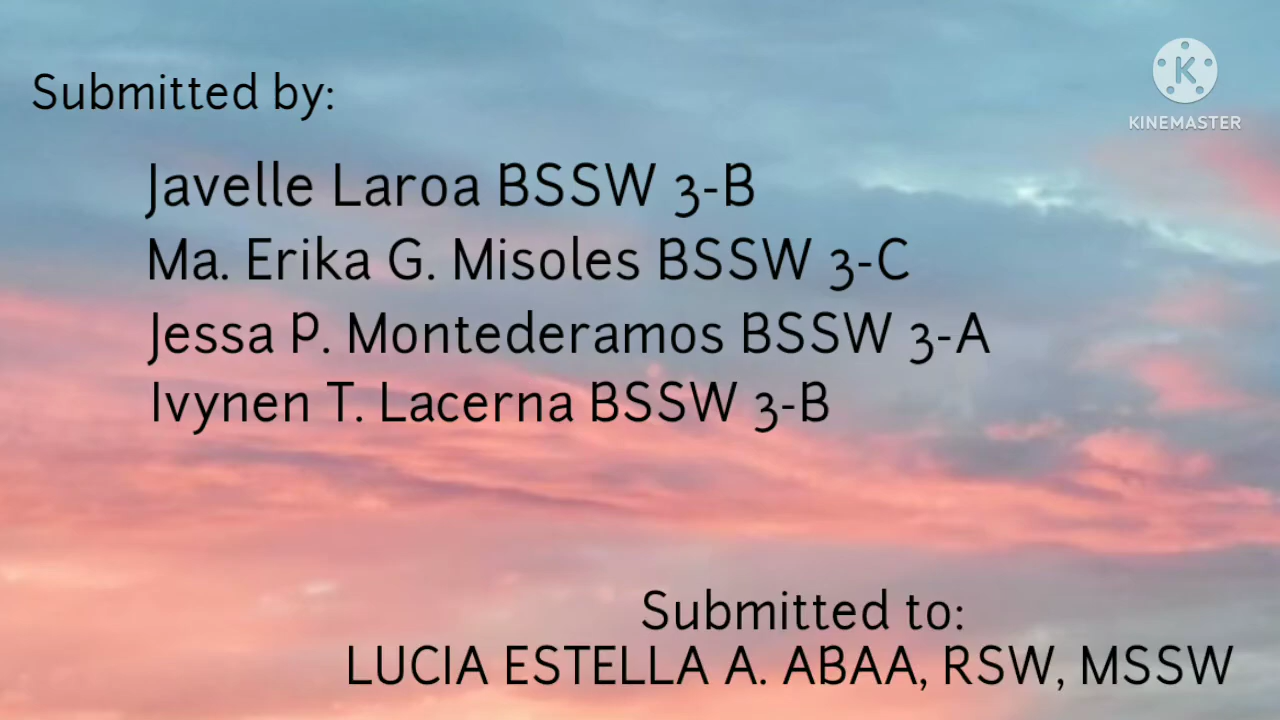 Submitted by:
KINEMASTER
Javelle Laroa BSSW 3-B
Ma. Erika G. Misoles BSSW 3-C
Jessa P. Montederamos BSSW 3-A
Ivynen T. Lacerna BSSW 3-B
Submitted to:
LUCIA ESTELLA A. ABAA, RSW, MSSW